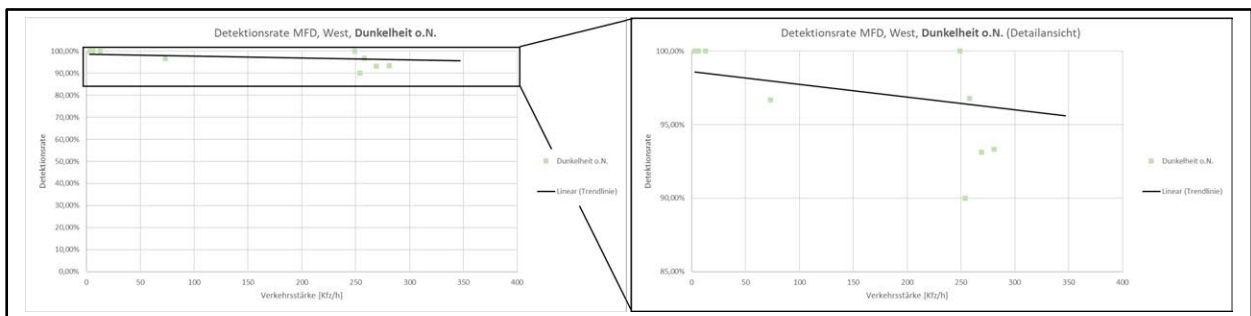 Detektionsrate MFD, West, Dunkelheit o.N.
100,00%
90,00%
80,00%
70,00%
60,00%
50,00%
40,00%
30,00%
20,00%
10,00%
0,00%
Detektionsrate
0 50 100 150 200 250 300 350 400
Verkehrsstärke [Kfz/h]
Dunkelheit o.N.
Linear (Trendlinie)
Detektionsrate MFD, West, Dunkelheit o.N. (Detailansicht)
100,00%
95,00%
90,00%
85,00%
Detektionsrate
0 50 100 150 200 250 300 350 400
Verkehrsstärke [Kfz/h]
Dunkelheit o.N.
Linear (Trendlinie)